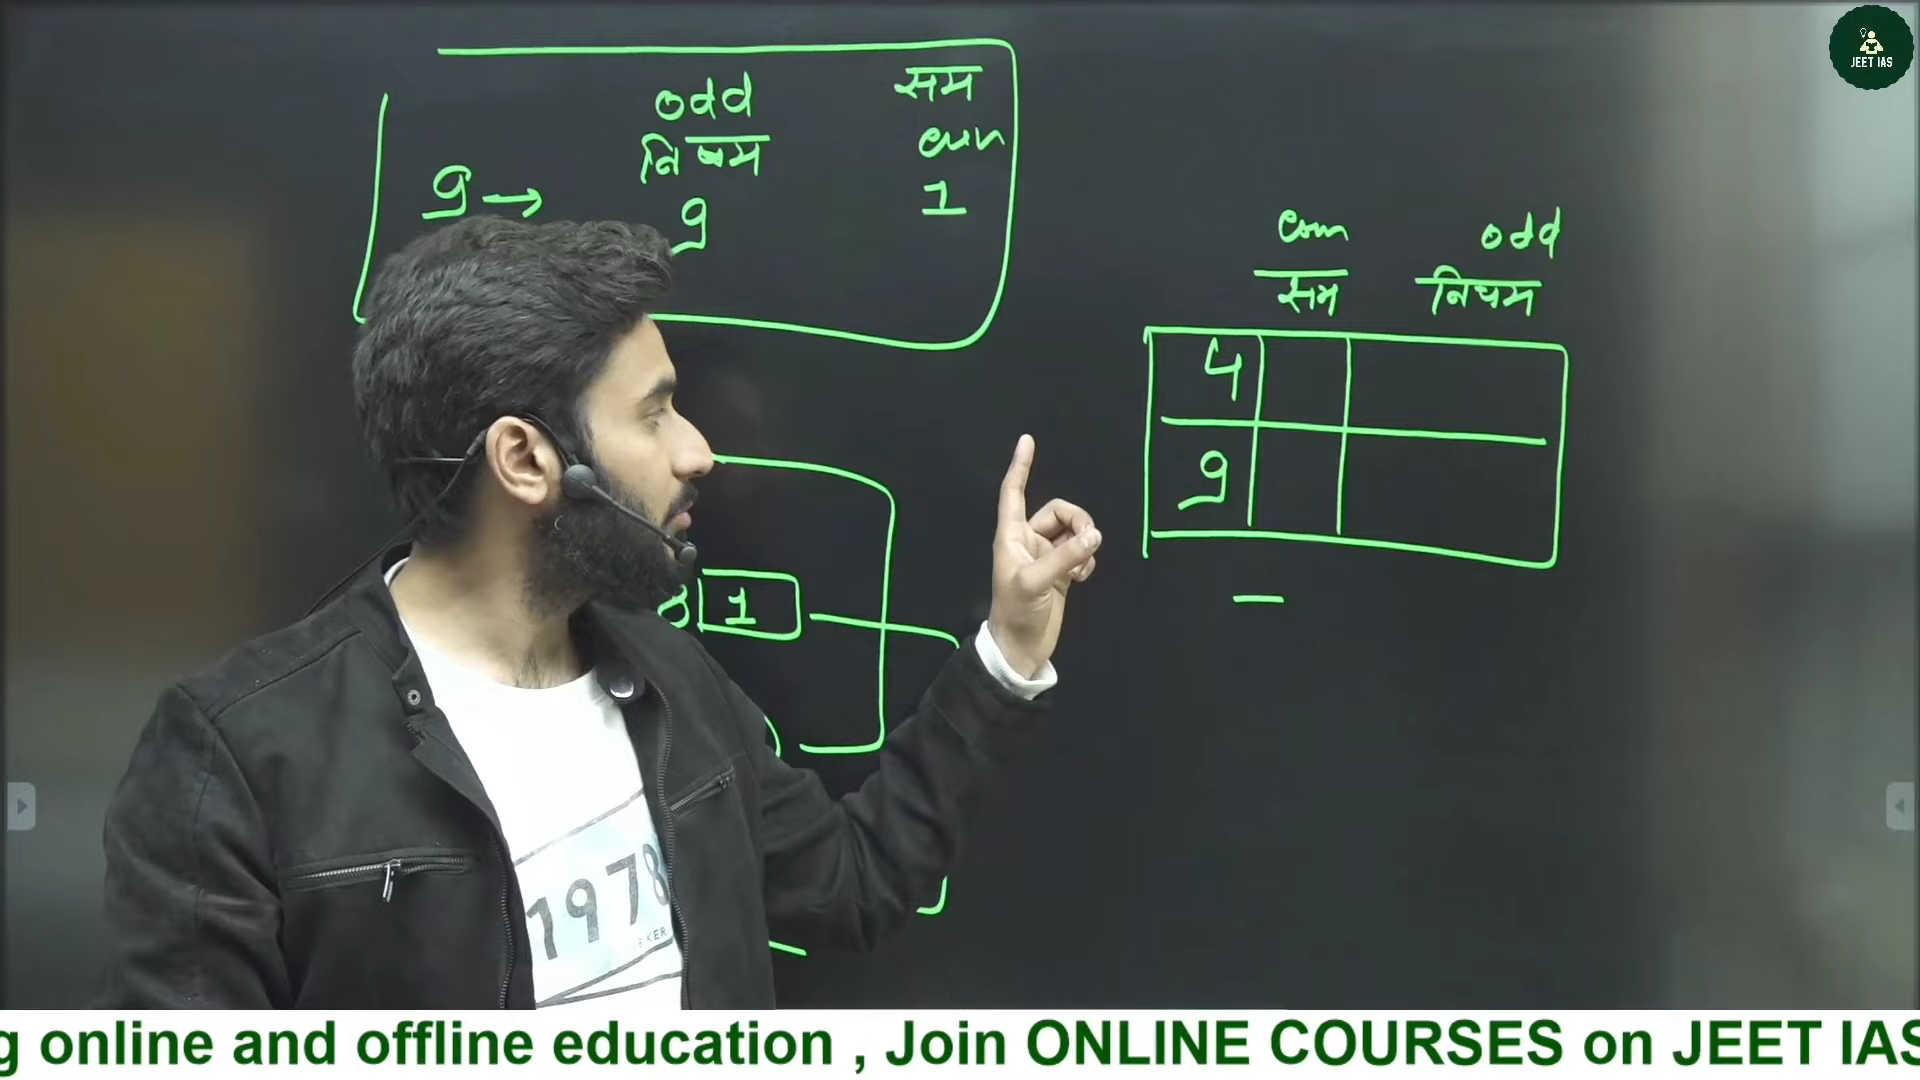 odd सम
निषम even
9 → 9 1
even odd
सम निषम
4
9
1
1978
BIKER
JEET IAS
g online and offline education , Join ONLINE COURSES on JEET IAS